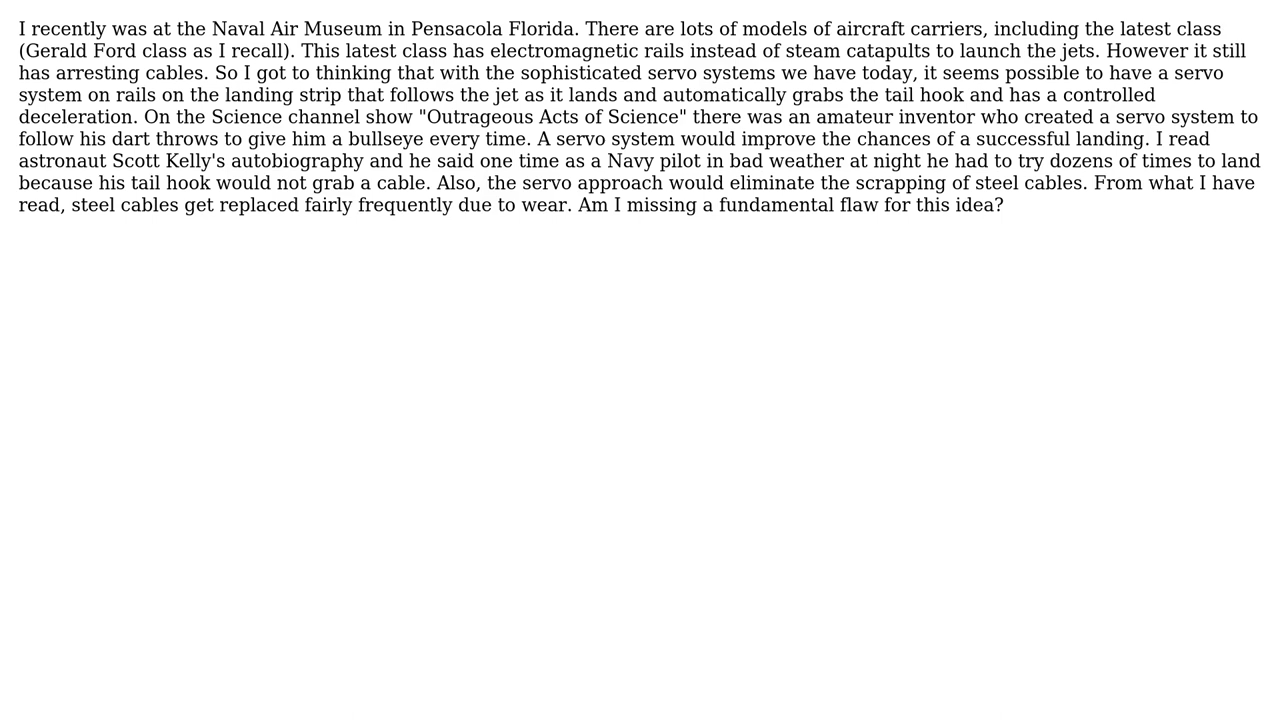 I recently was at the Naval Air Museum in Pensacola Florida. There are lots of models of aircraft carriers, including the latest class
(Gerald Ford class as I recall). This latest class has electromagnetic rails instead of steam catapults to launch the jets. However it still
has arresting cables. So I got to thinking that with the sophisticated servo systems we have today, it seems possible to have a servo
system on rails on the landing strip that follows the jet as it lands and automatically grabs the tail hook and has a controlled
deceleration. On the Science channel show "Outrageous Acts of Science" there was an amateur inventor who created a servo system to
follow his dart throws to give him a bullseye every time. A servo system would improve the chances of a successful landing. I read
astronaut Scott Kelly's autobiography and he said one time as a Navy pilot in bad weather at night he had to try dozens of times to land
because his tail hook would not grab a cable. Also, the servo approach would eliminate the scrapping of steel cables. From what I have
read, steel cables get replaced fairly frequently due to wear. Am I missing a fundamental flaw for this idea?